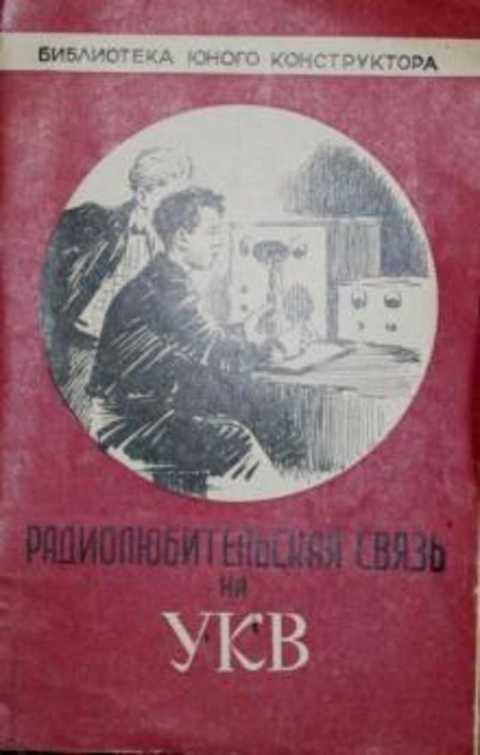 БИБЛИОТЕКА ЮНОГО КОНСТРУКТОРА
РАДИОЛЮБИТЕЛЬСКАЯ СВЯЗЬ
НА
УКВ